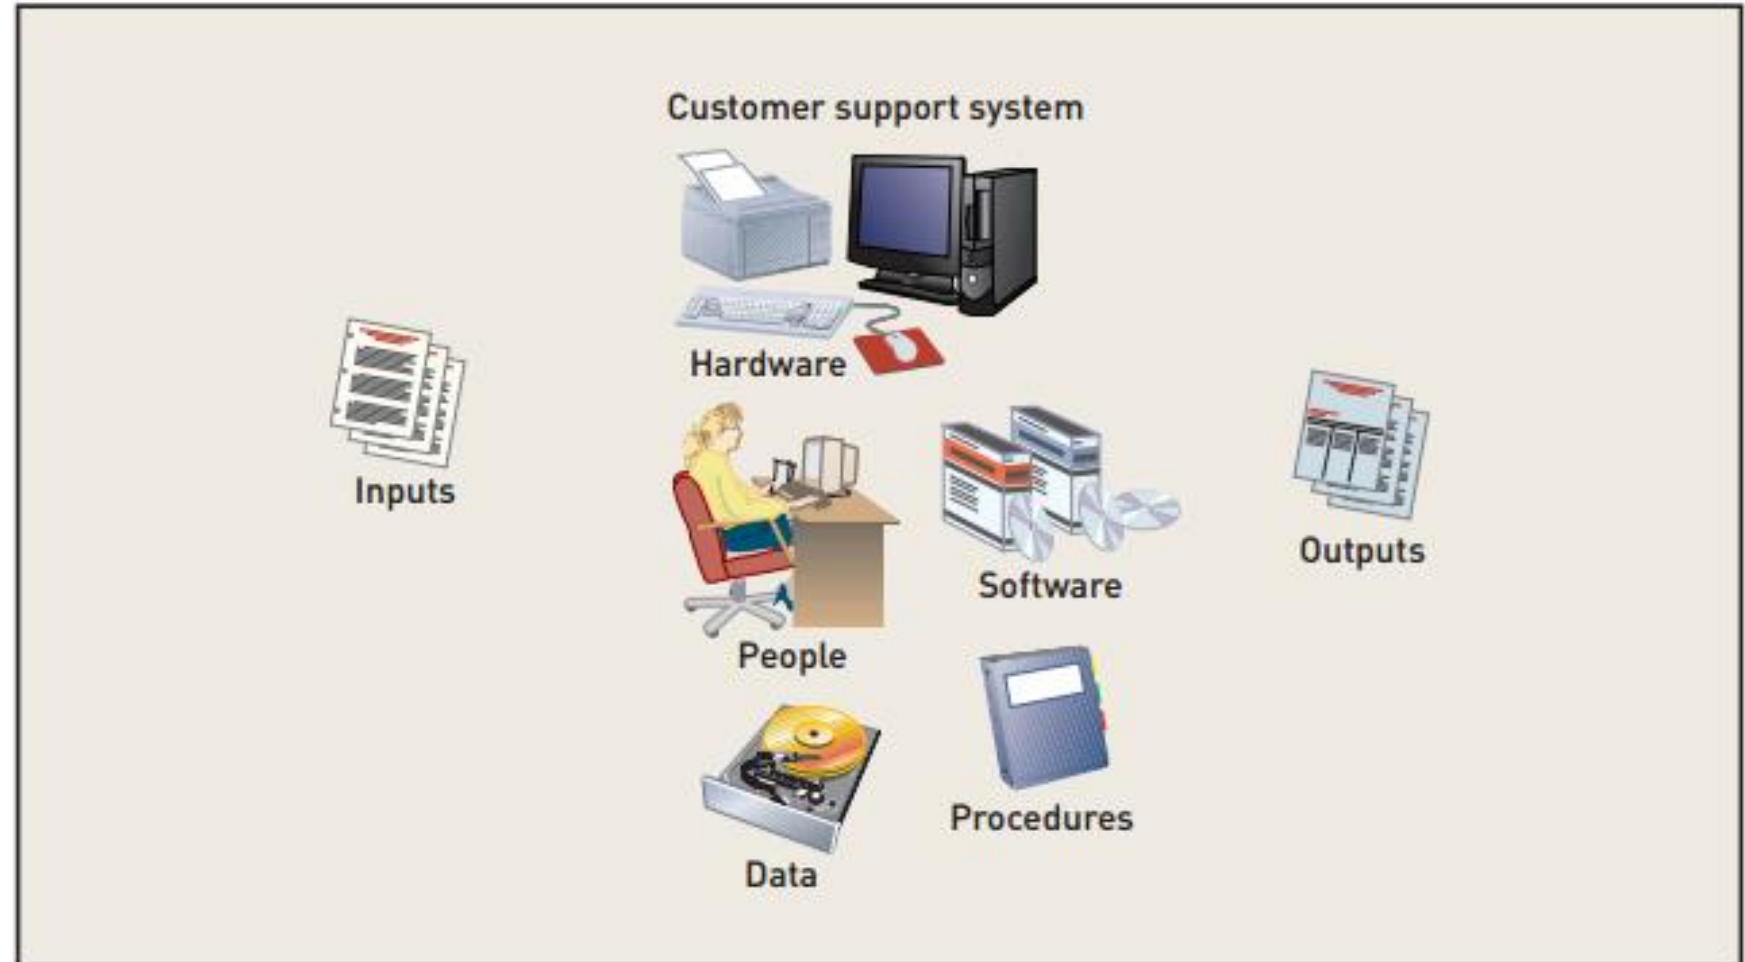 Customer support system
Hardware
Inputs
Outputs
Software
People
Procedures
Data